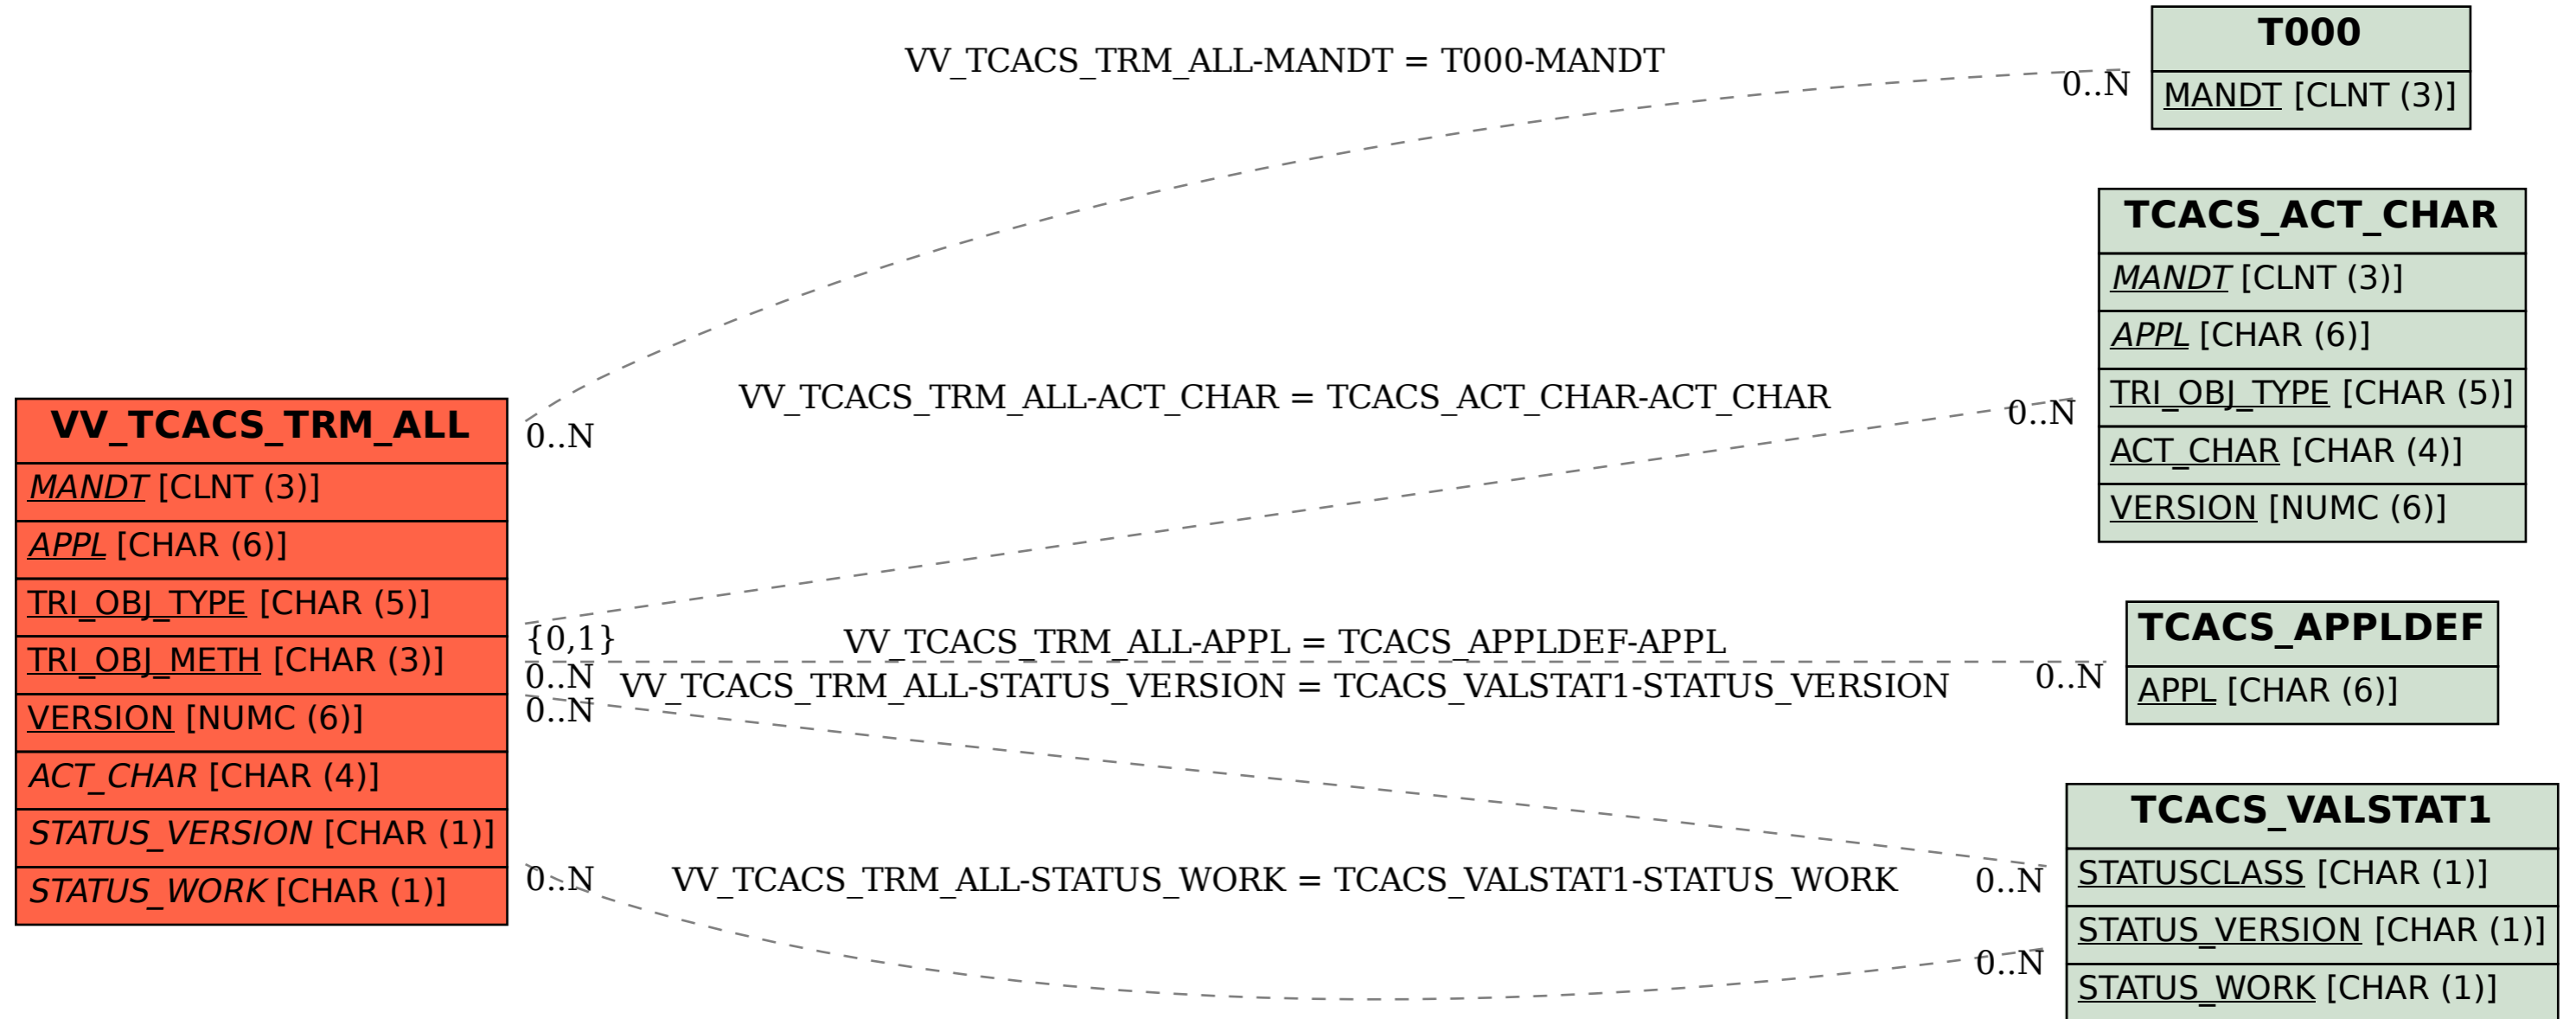 VV_TCACS_TRM_ALL
MANDT [CLNT (3)]
APPL [CHAR (6)]
TRI_OBJ_TYPE [CHAR (5)]
TRI_OBJ_METH [CHAR (3)]
VERSION [NUMC (6)]
ACT_CHAR [CHAR (4)]
STATUS_VERSION [CHAR (1)]
STATUS_WORK [CHAR (1)]
VV_TCACS_TRM_ALL-MANDT = T000-MANDT
0..N
0..N
VV_TCACS_TRM_ALL-ACT_CHAR = TCACS_ACT_CHAR-ACT_CHAR
0..N
{0,1}
VV_TCACS_TRM_ALL-APPL = TCACS_APPLDEF-APPL
0..N
0..N
VV_TCACS_TRM_ALL-STATUS_VERSION = TCACS_VALSTAT1-STATUS_VERSION
0..N
0..N
VV_TCACS_TRM_ALL-STATUS_WORK = TCACS_VALSTAT1-STATUS_WORK
0..N
0..N
T000
MANDT [CLNT (3)]
TCACS_ACT_CHAR
MANDT [CLNT (3)]
APPL [CHAR (6)]
TRI_OBJ_TYPE [CHAR (5)]
ACT_CHAR [CHAR (4)]
VERSION [NUMC (6)]
TCACS_APPLDEF
APPL [CHAR (6)]
TCACS_VALSTAT1
STATUSCLASS [CHAR (1)]
STATUS_VERSION [CHAR (1)]
STATUS_WORK [CHAR (1)]